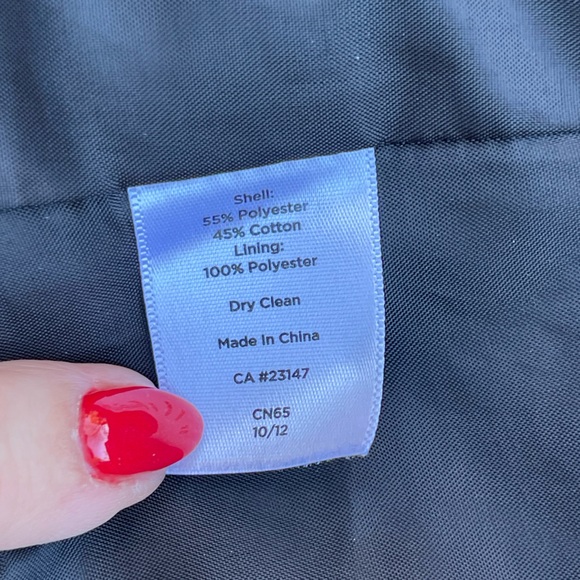 Shell:
55% Polyester
45% Cotton
Lining:
100% Polyester
Dry Clean
Made In China
CA #23147
CN65
10/12